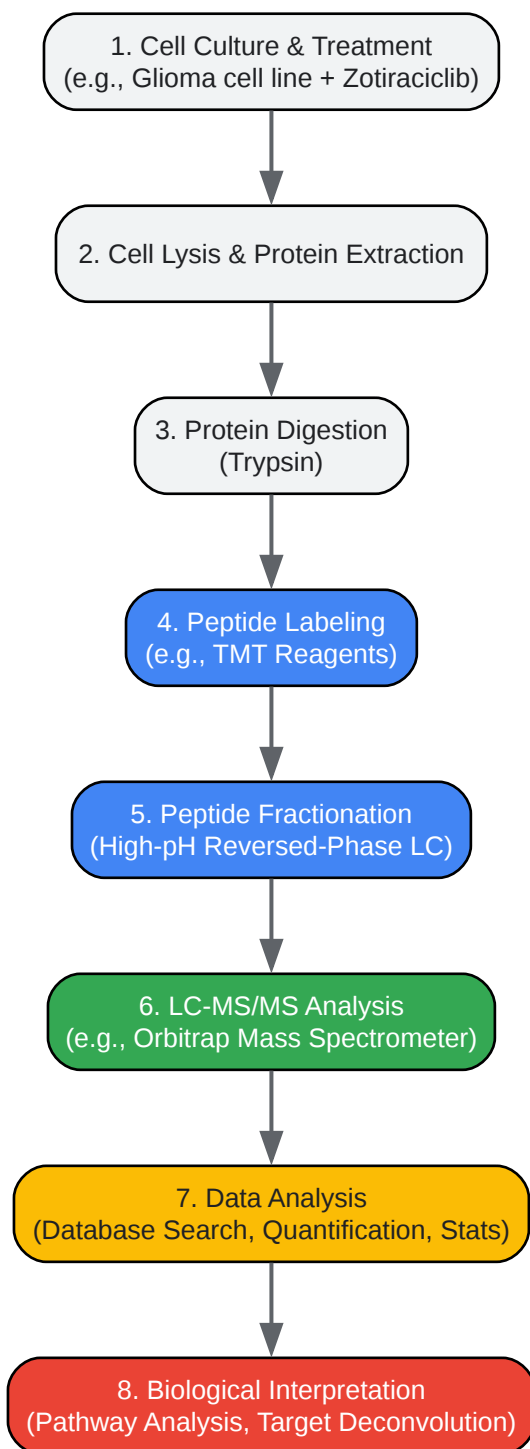 1. Cell Culture & Treatment
(e.g., Glioma cell line + Zotiraciclib)
2. Cell Lysis & Protein Extraction
3. Protein Digestion
(Trypsin)
4. Peptide Labeling
(e.g., TMT Reagents)
5. Peptide Fractionation
(High-pH Reversed-Phase LC)
6. LC-MS/MS Analysis
(e.g., Orbitrap Mass Spectrometer)
7. Data Analysis
(Database Search, Quantification, Stats)
8. Biological Interpretation
(Pathway Analysis, Target Deconvolution)